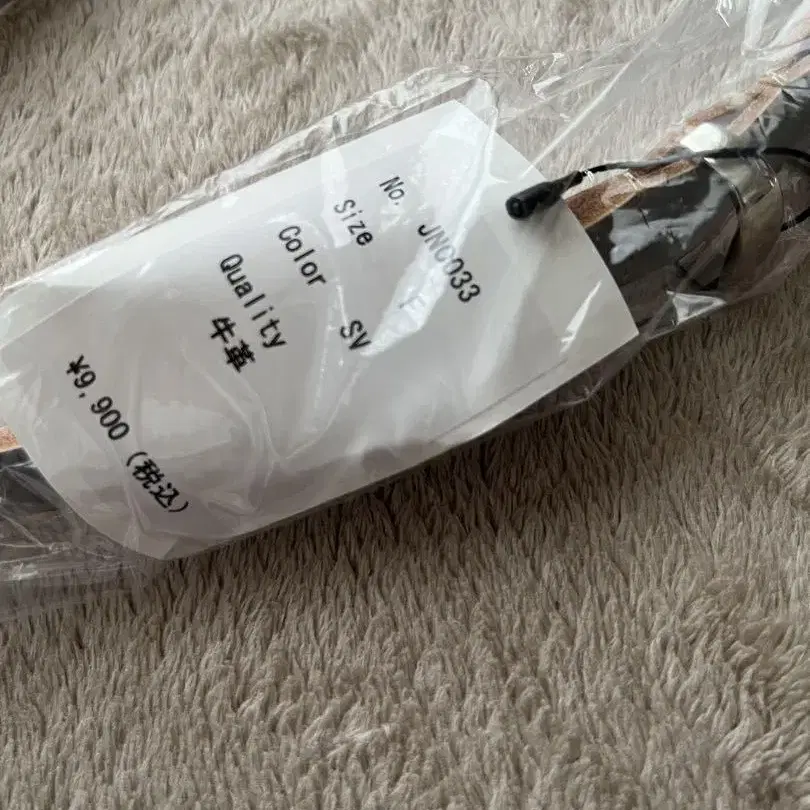 No. JNC033
Size F
Color SV
Quality
牛革
¥9,900(税込)